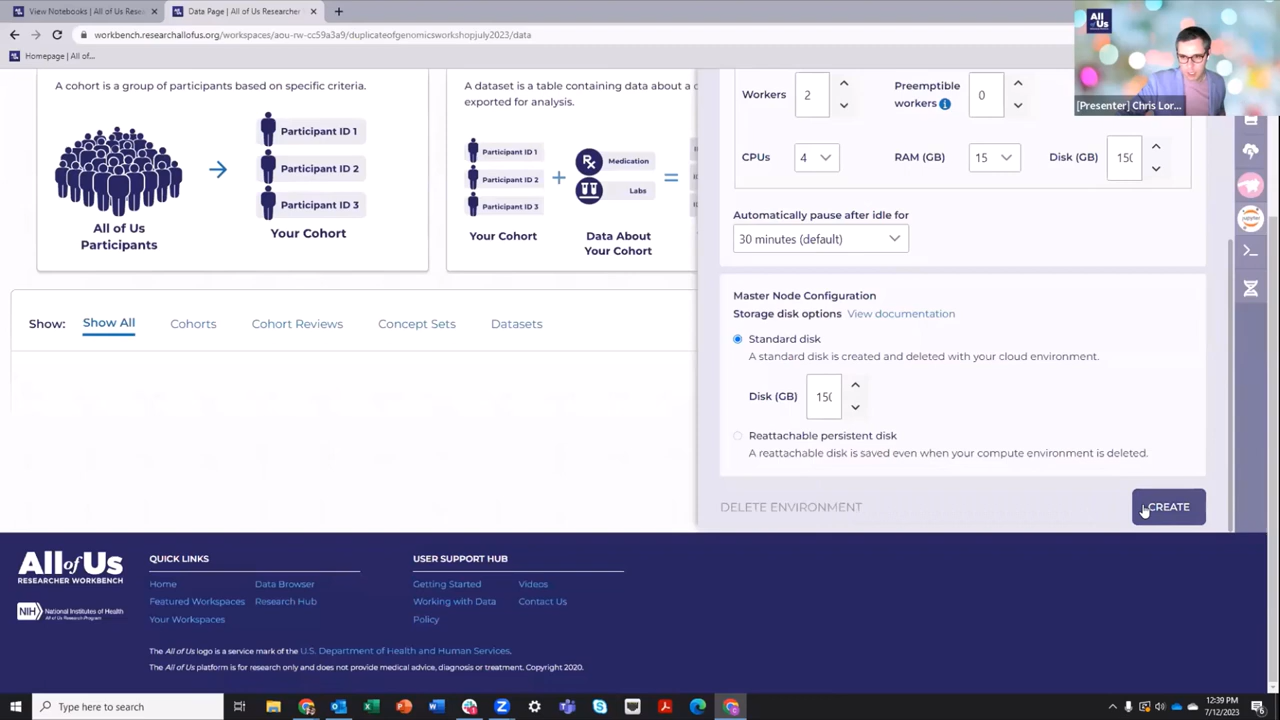 View Notebooks | All of Us Rese
Data Page | All of Us Researcher
workbench.researchallofus.org/workspaces/aou-rw-cc59a3a9/duplicateofgenomicsworkshopjuly2023/data
Homepage | All of...
All of Us
[Presenter] Chris Lor...
A cohort is a group of participants based on specific criteria.
All of Us
Participants
Participant ID 1
Participant ID 2
Participant ID 3
Your Cohort
A dataset is a table containing data about a c
exported for analysis.
Participant ID 1
Participant ID 2
Participant ID 3
Medication
Labs
Your Cohort
Data About
Your Cohort
Workers
2
Preemptible
workers
0
CPUs
4
RAM (GB)
15
Disk (GB)
150
Automatically pause after idle for
30 minutes (default)
Show:
Show All
Cohorts
Cohort Reviews
Concept Sets
Datasets
Master Node Configuration
Storage disk options
View documentation
Standard disk
A standard disk is created and deleted with your cloud environment.
Disk (GB)
150
Reattachable persistent disk
A reattachable disk is saved even when your compute environment is deleted.
DELETE ENVIRONMENT
CREATE
All of Us
RESEARCHER WORKBENCH
NIH
National Institutes of Health
All of Us Research Program
QUICK LINKS
Home
Data Browser
Featured Workspaces
Research Hub
Your Workspaces
USER SUPPORT HUB
Getting Started
Videos
Working with Data
Contact Us
Policy
The All of Us logo is a service mark of the U.S. Department of Health and Human Services.
The All of Us platform is for research only and does not provide medical advice, diagnosis or treatment. Copyright 2020.
Type here to search
12:39 PM
7/12/2023